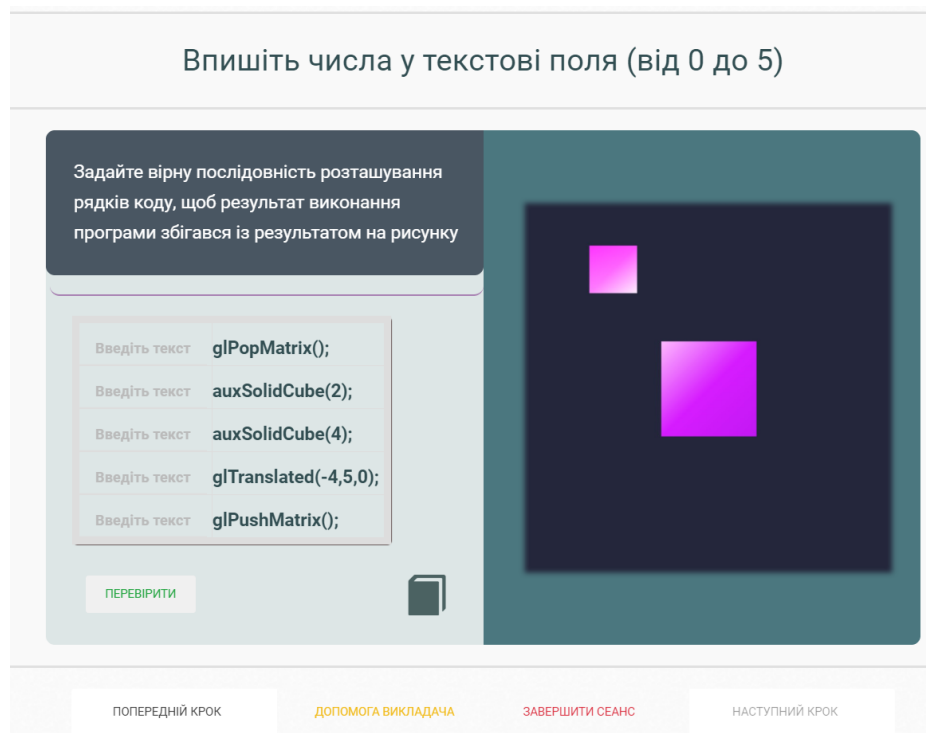 Впишіть числа у текстові поля (від 0 до 5)
Задайте вірну послідовність розташування
рядків коду, щоб результат виконання
програми збігався із результатом на рисунку
Введіть текст glPopMatrix();
Введіть текст auxSolidCube(2);
Введіть текст auxSolidCube(4);
Введіть текст glTranslated(-4,5,0);
Введіть текст glPushMatrix();
ПЕРЕВІРИТИ
ПОПЕРЕДНІЙ КРОК ДОПОМОГА ВИКЛАДАЧА ЗАВЕРШИТИ СЕАНС НАСТУПНИЙ КРОК